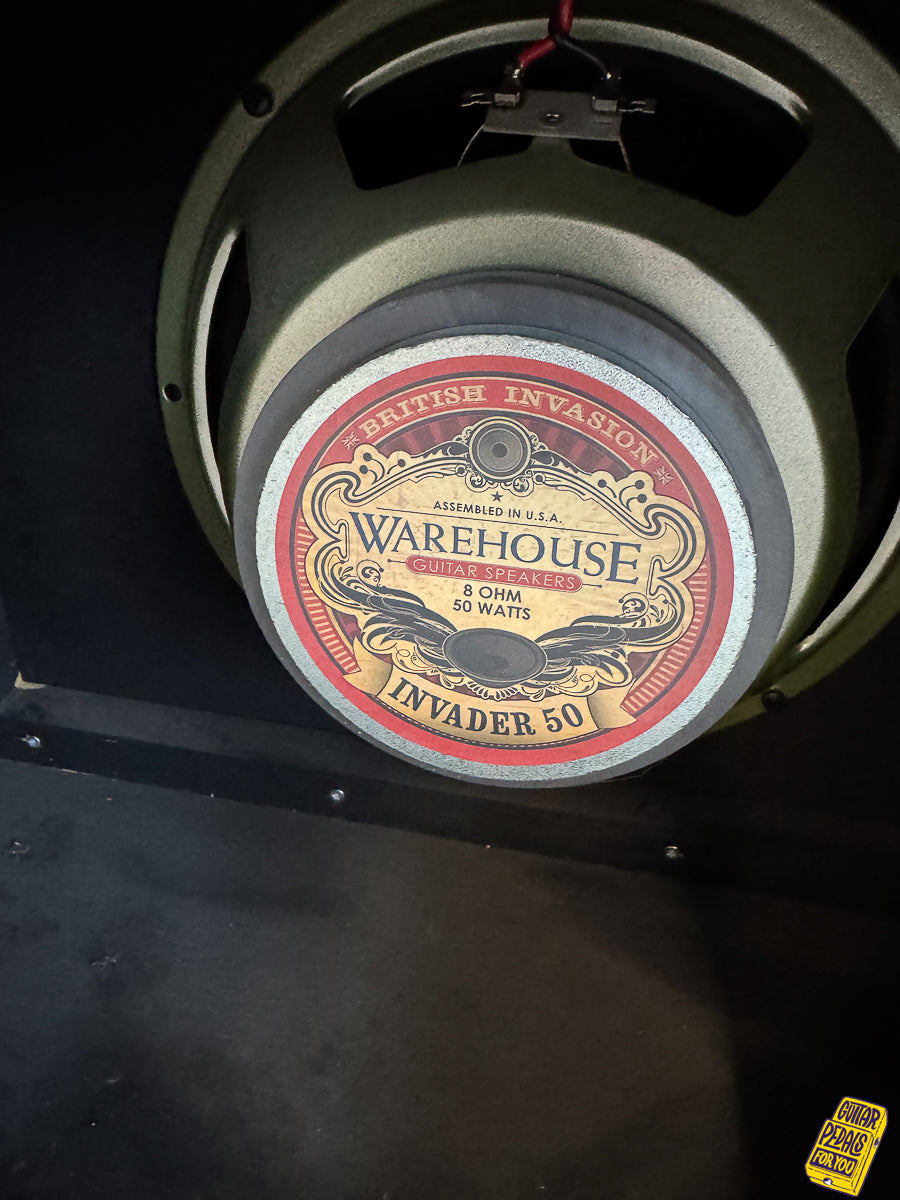 BRITISH INVASION
ASSEMBLED IN U.S.A.
WAREHOUSE
GUITAR SPEAKERS
8 OHM
50 WATTS
INVADER 50
GUITAR
PEDALS
FOR YOU